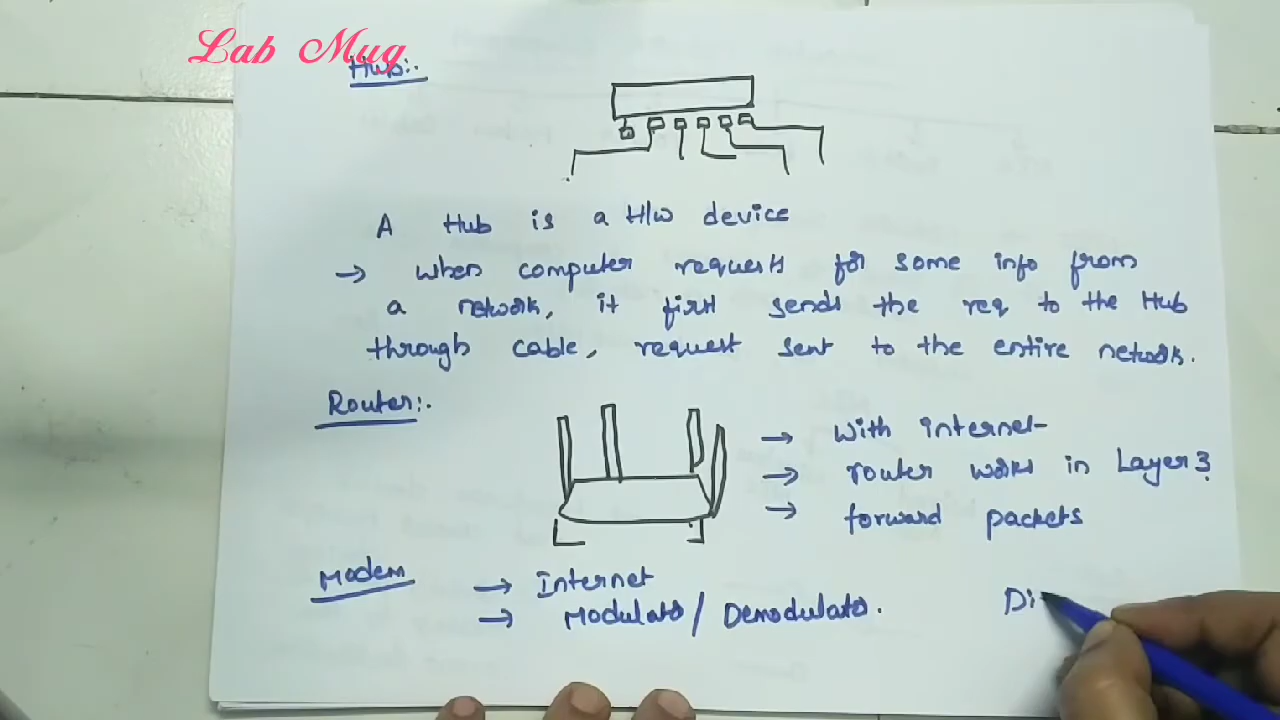 Lab Mug
Hub:-
A Hub is a H/w device
→ when computer requests for some info from
a network, it first sends the req to the Hub
through cable, request sent to the entire network.
Router:-
→ with internet
→ router works in Layer 3.
→ forward packets
Modem
→ Internet
→ Modulator / Demodulator.
Di